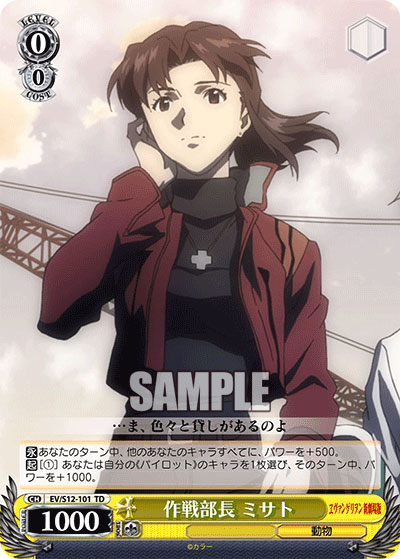 LEVEL
0
0
COST
SAMPLE
…ま、色々と貸しがあるのよ
永あなたのターン中、他のあなたのキャラすべてに、パワーを+500。
起[①] あなたは自分の《パイロット》のキャラを1枚選び、そのターン中、パワーを+1000。
CH EV/S12-101 TD
POWER
1000
作戦部長 ミサト
ヱヴァンゲリヲン 新劇場版
動物
©カラー